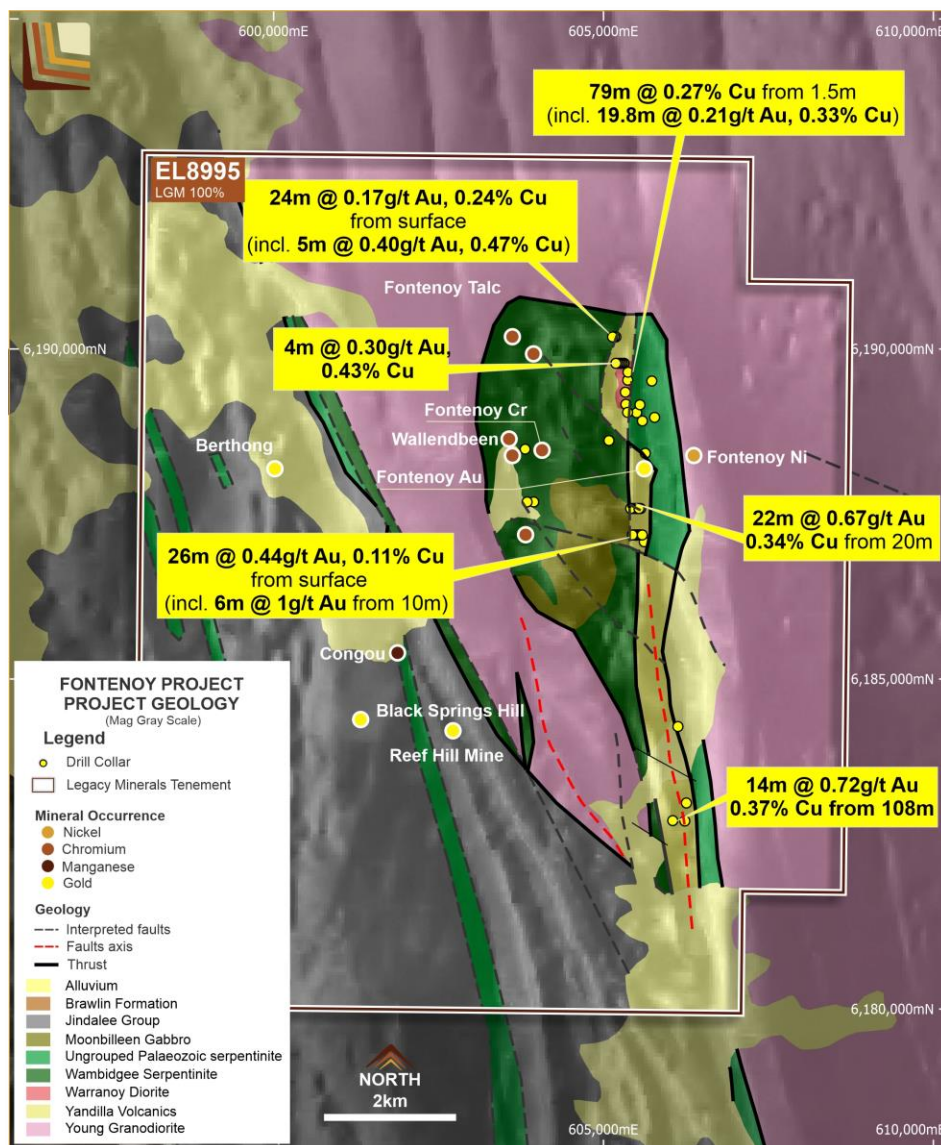 600,000mE
605,000mE
610,000mE
79m @ 0.27% Cu from 1.5m
(incl. 19.8m @ 0.21g/t Au, 0.33% Cu)
EL8995
LGM 100%
24m @ 0.17g/t Au, 0.24% Cu
from surface
(incl. 5m @ 0.40g/t Au, 0.47% Cu)
Fontenoy Talc
6,190,000mN
6,190,000mN
4m @ 0.30g/t Au,
0.43% Cu
Fontenoy Cr
Wallendbeen
Berthong
Fontenoy Au
Fontenoy Ni
22m @ 0.67g/t Au
0.34% Cu from 20m
26m @ 0.44g/t Au, 0.11% Cu
from surface
(incl. 6m @ 1g/t Au from 10m)
Congou
6,185,000mN
Black Springs Hill
Reef Hill Mine
14m @ 0.72g/t Au
0.37% Cu from 108m
FONTENOY PROJECT
PROJECT GEOLOGY
(Mag Gray Scale)
Legend
Drill Collar
Legacy Minerals Tenement
Mineral Occurrence
Nickel
Chromium
Manganese
Gold
Geology
Interpreted faults
Faults axis
Thrust
Alluvium
Brawlin Formation
Jindalee Group
Moonbilleen Gabbro
Ungrouped Palaeozoic serpentinite
Wambidgee Serpentinite
Warranoy Diorite
Yandilla Volcanics
Young Granodiorite
6,180,000mN
NORTH
2km
605,000mE
610,000mE